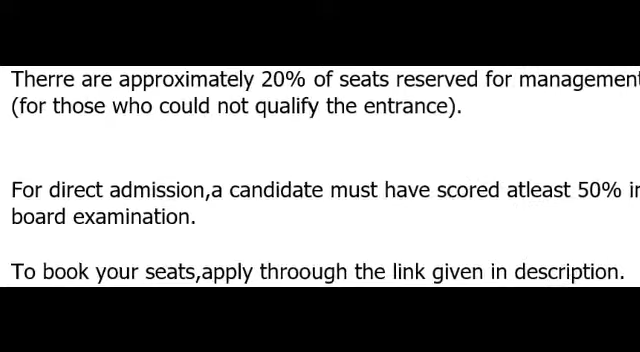 Therre are approximately 20% of seats reserved for management
(for those who could not qualify the entrance).
For direct admission,a candidate must have scored atleast 50% in
board examination.
To book your seats,apply throough the link given in description.